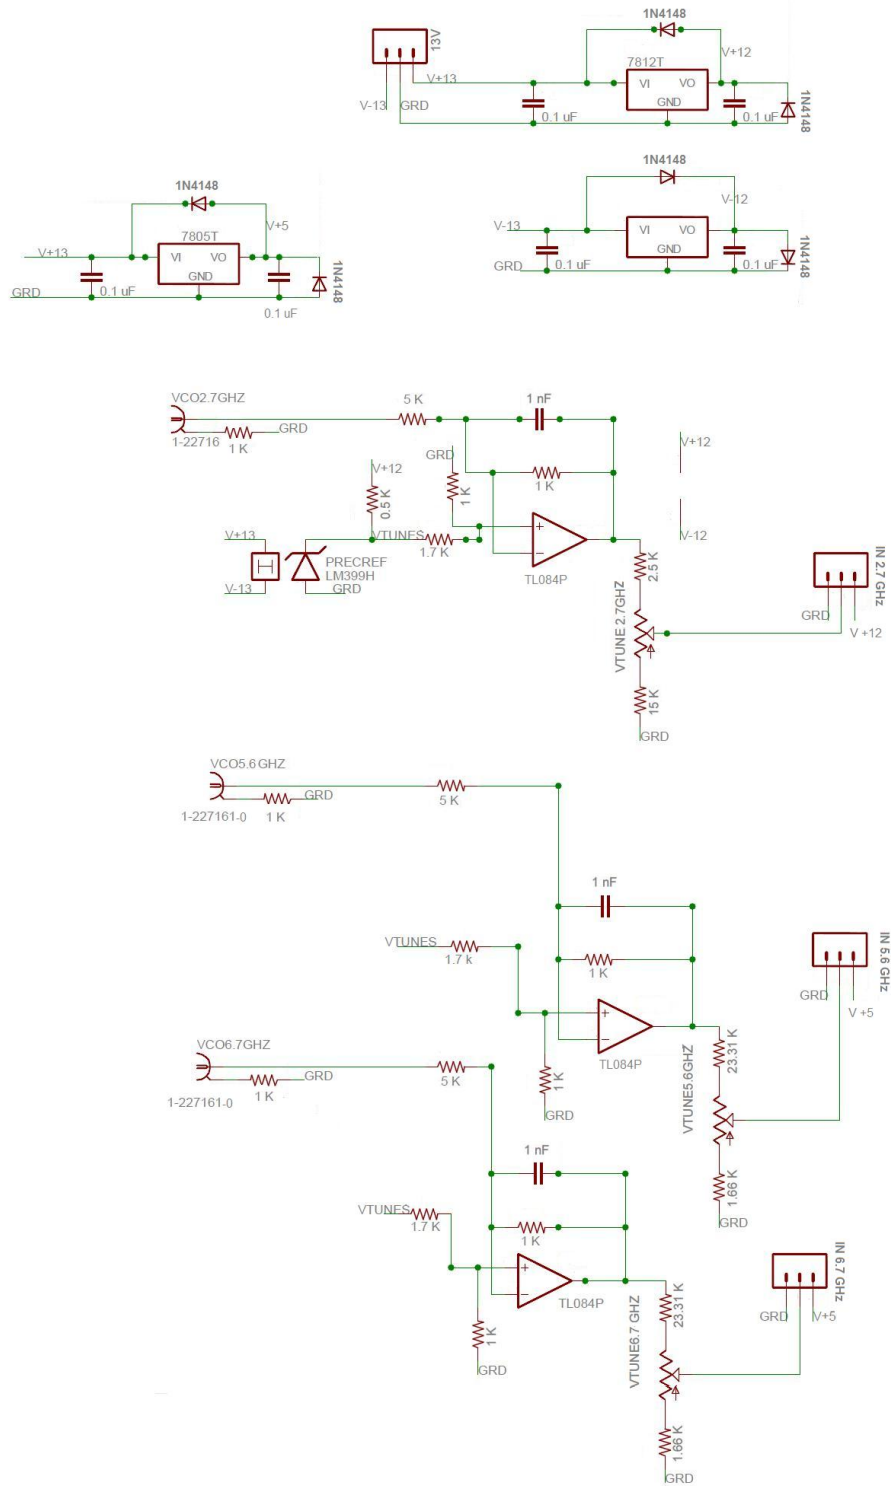 1N4148
13V
V+12
7812T
V+13
VI
VO
GND
V-13
GRD
0.1 uF
0.1 uF
1N4148
1N4148
V-12
V-13
VI
VO
GND
GRD
0.1 uF
0.1 uF
1N4148
1N4148
V+5
7805T
V+13
VI
VO
GND
GRD
0.1 uF
0.1 uF
1N4148
VCO2.7GHZ
5 K
1 nF
GRD
1-22716
1 K
GRD
V+12
V+12
1 K
1 K
0.5 K
V+13
VTUNES
1.7 K
+
−
V-12
PRECREF
LM399H
TL084P
V-13
GRD
2.5 K
VTUNE 2.7GHZ
IN 2.7 GHz
GRD
V +12
15 K
GRD
VCO5.6 GHZ
5 K
GRD
1-227161-0
1 K
1 nF
VTUNES
1.7 k
1 K
IN 5.6 GHz
GRD
V +5
+
−
TL084P
23.31 K
VTUNE5.6GHZ
1 K
GRD
1.66 K
GRD
VCO6.7GHZ
5 K
GRD
1-227161-0
1 K
1 nF
VTUNES
1.7 K
1 K
IN 6.7 GHz
GRD
V+5
+
−
TL084P
23.31 K
VTUNE6.7 GHZ
1 K
GRD
1.66 K
GRD